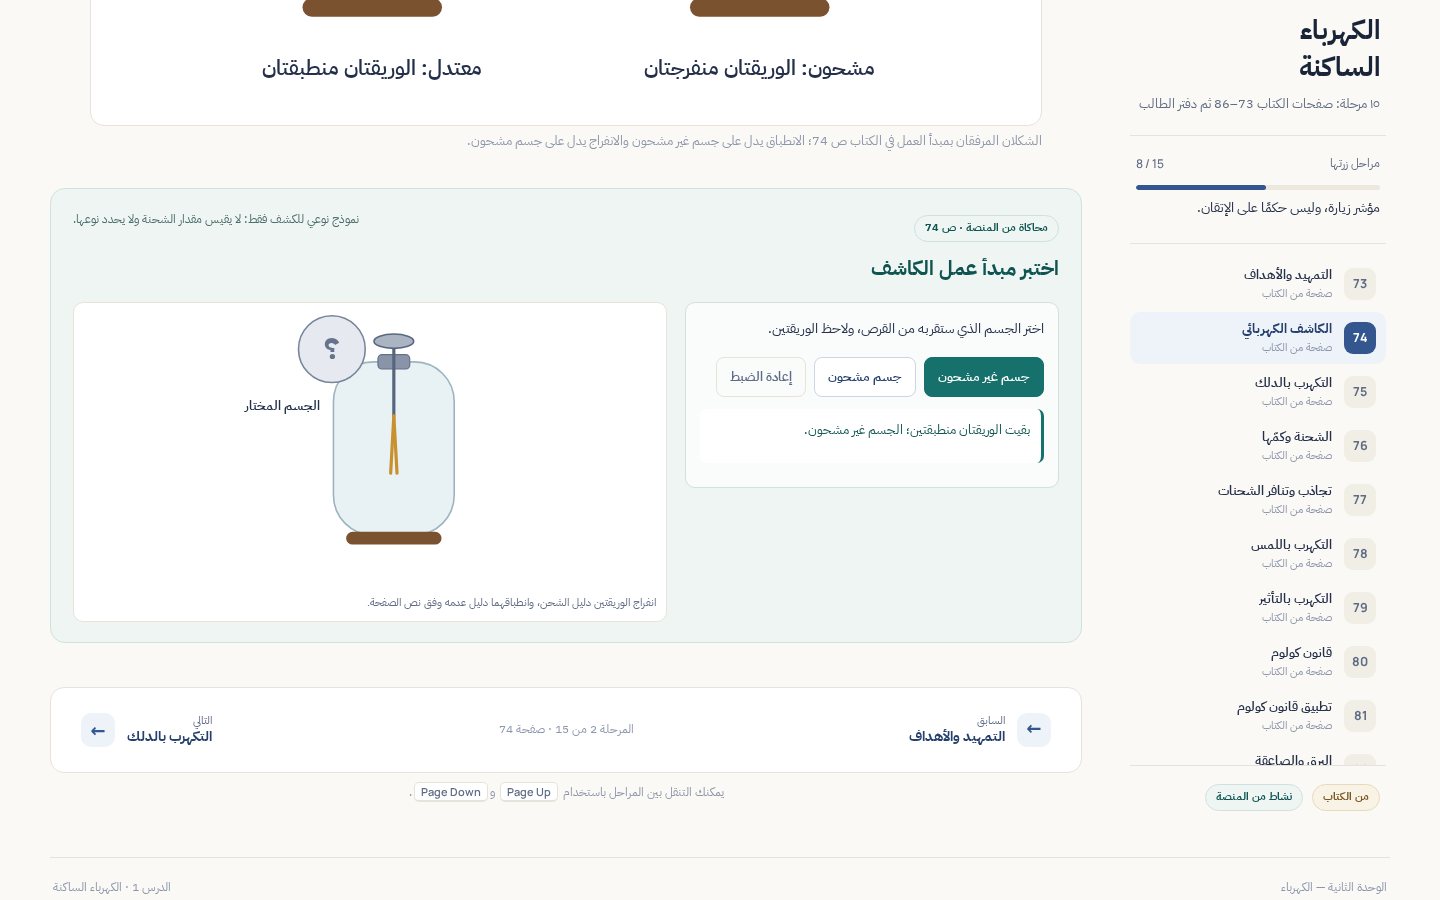 الكهرباء
الساكنة
١٥ مرحلة: صفحات الكتاب 73–86 ثم دفتر الطالب
مراحل زرتها
8 / 15
مؤشر زيارة، وليس حكمًا على الإتقان.
73
التمهيد والأهداف
صفحة من الكتاب
74
الكاشف الكهربائي
صفحة من الكتاب
75
التكهرب بالدلك
صفحة من الكتاب
76
الشحنة وكمّها
صفحة من الكتاب
77
تجاذب وتنافر الشحنات
صفحة من الكتاب
78
التكهرب باللمس
صفحة من الكتاب
79
التكهرب بالتأثير
صفحة من الكتاب
80
قانون كولوم
صفحة من الكتاب
81
تطبيق قانون كولوم
صفحة من الكتاب
البرق والصاعقة
من الكتاب
نشاط من المنصة
مشحون: الوريقتان منفرجتان
معتدل: الوريقتان منطبقتان
الشكلان المرفقان بمبدأ العمل في الكتاب ص 74؛ الانطباق يدل على جسم غير مشحون والانفراج يدل على جسم مشحون.
محاكاة من المنصة · ص 74
نموذج نوعي للكشف فقط: لا يقيس مقدار الشحنة ولا يحدد نوعها.
اختبر مبدأ عمل الكاشف
اختر الجسم الذي ستقربه من القرص، ولاحظ الوريقتين.
جسم غير مشحون
جسم مشحون
إعادة الضبط
بقيت الوريقتان منطبقتين؛ الجسم غير مشحون.
؟
الجسم المختار
انفراج الوريقتين دليل الشحن، وانطباقهما دليل عدمه وفق نص الصفحة.
السابق
التمهيد والأهداف
المرحلة 2 من 15 · صفحة 74
التالي
التكهرب بالدلك
يمكنك التنقل بين المراحل باستخدام Page Up و Page Down .
الوحدة الثانية — الكهرباء
الدرس 1 · الكهرباء الساكنة